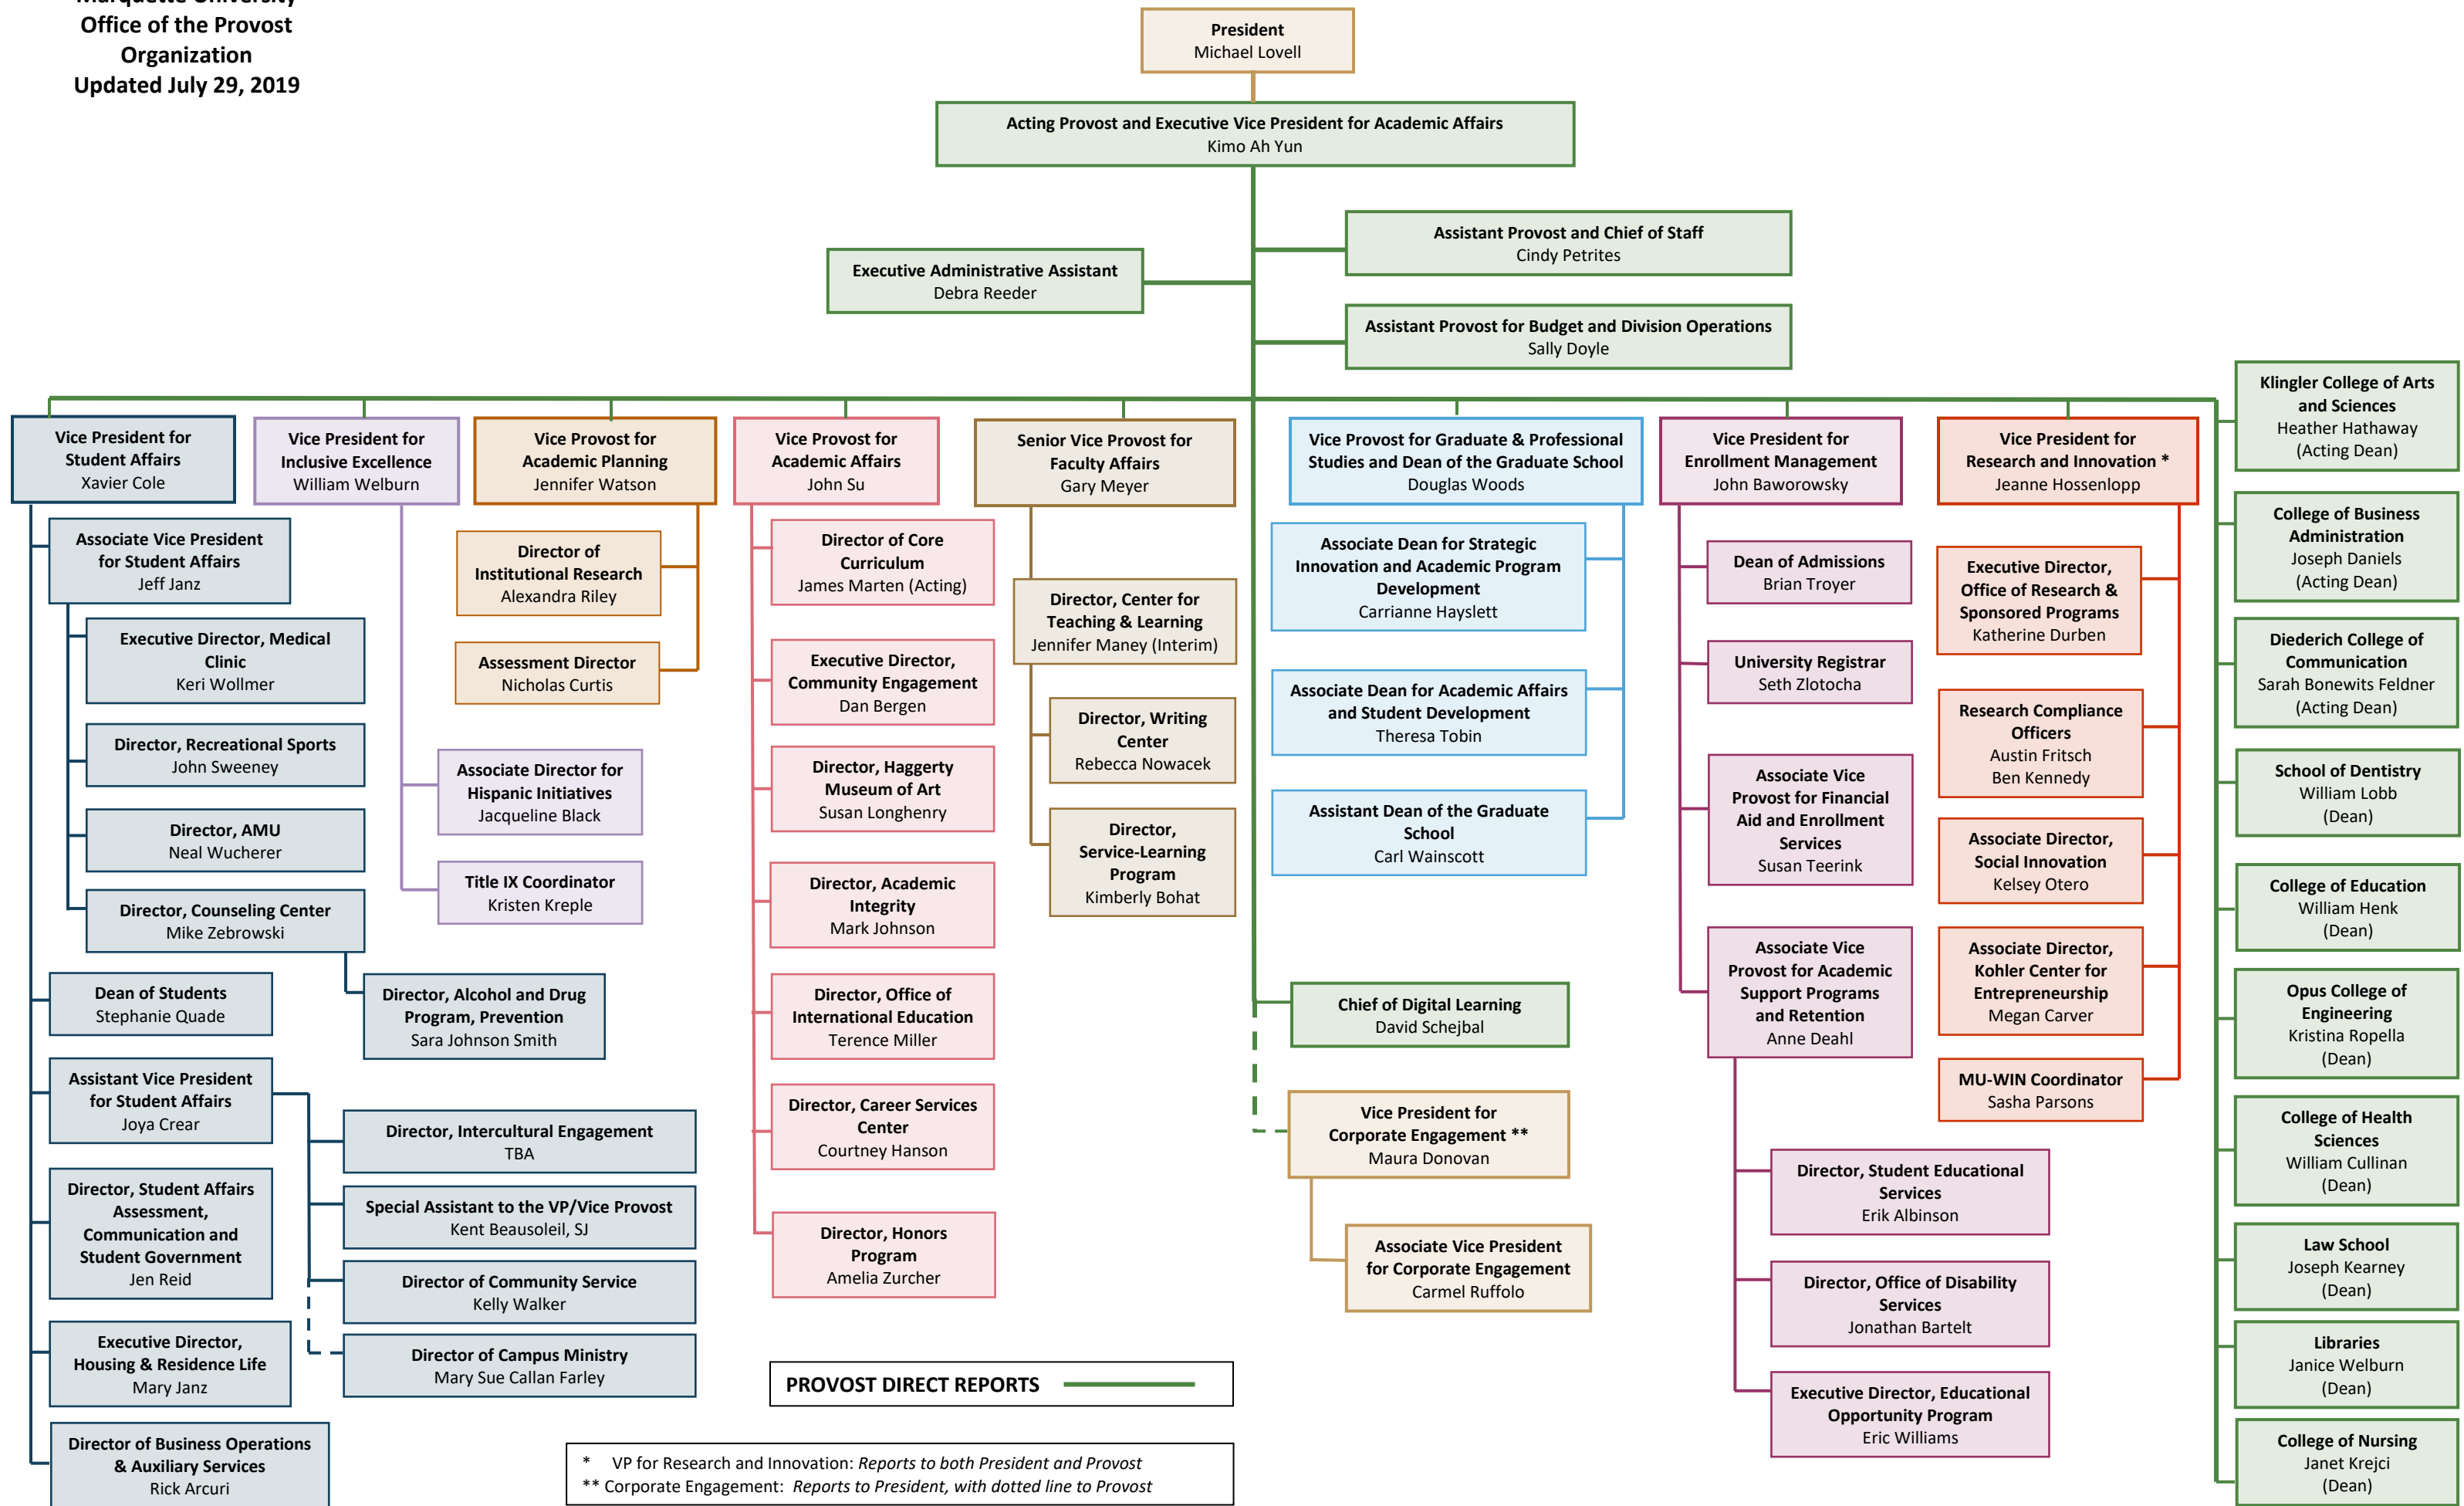 Marquette University
Office of the Provost
Organization
Updated July 29, 2019
President
Michael Lovell
Acting Provost and Executive Vice President for Academic Affairs
Kimo Ah Yun
Assistant Provost and Chief of Staff
Cindy Petrites
Executive Administrative Assistant
Debra Reeder
Assistant Provost for Budget and Division Operations
Sally Doyle
Vice President for
Student Affairs
Xavier Cole
Associate Vice President
for Student Affairs
Jeff Janz
Executive Director, Medical
Clinic
Keri Wollmer
Director, Recreational Sports
John Sweeney
Director, AMU
Neal Wucherer
Director, Counseling Center
Mike Zebrowski
Director, Alcohol and Drug
Program, Prevention
Sara Johnson Smith
Dean of Students
Stephanie Quade
Assistant Vice President
for Student Affairs
Joya Crear
Director, Intercultural Engagement
TBA
Special Assistant to the VP/Vice Provost
Kent Beausoleil, SJ
Director of Community Service
Kelly Walker
Director of Campus Ministry
Mary Sue Callan Farley
Director, Student Affairs
Assessment,
Communication and
Student Government
Jen Reid
Executive Director,
Housing & Residence Life
Mary Janz
Director of Business Operations
& Auxiliary Services
Rick Arcuri
Vice President for
Inclusive Excellence
William Welburn
Associate Director for
Hispanic Initiatives
Jacqueline Black
Title IX Coordinator
Kristen Kreple
Vice Provost for
Academic Planning
Jennifer Watson
Director of
Institutional Research
Alexandra Riley
Assessment Director
Nicholas Curtis
Vice Provost for
Academic Affairs
John Su
Director of Core
Curriculum
James Marten (Acting)
Executive Director,
Community Engagement
Dan Bergen
Director, Haggerty
Museum of Art
Susan Longhenry
Director, Academic
Integrity
Mark Johnson
Director, Office of
International Education
Terence Miller
Director, Career Services
Center
Courtney Hanson
Director, Honors
Program
Amelia Zurcher
Senior Vice Provost for
Faculty Affairs
Gary Meyer
Director, Center for
Teaching & Learning
Jennifer Maney (Interim)
Director, Writing
Center
Rebecca Nowacek
Director,
Service-Learning
Program
Kimberly Bohat
Vice Provost for Graduate & Professional
Studies and Dean of the Graduate School
Douglas Woods
Associate Dean for Strategic
Innovation and Academic Program
Development
Carrianne Hayslett
Associate Dean for Academic Affairs
and Student Development
Theresa Tobin
Assistant Dean of the Graduate
School
Carl Wainscott
Chief of Digital Learning
David Schejbal
Vice President for
Corporate Engagement **
Maura Donovan
Associate Vice President
for Corporate Engagement
Carmel Ruffolo
Vice President for
Enrollment Management
John Baworowsky
Dean of Admissions
Brian Troyer
University Registrar
Seth Zlotocha
Associate Vice
Provost for Financial
Aid and Enrollment
Services
Susan Teerink
Associate Vice
Provost for Academic
Support Programs
and Retention
Anne Deahl
Director, Student Educational
Services
Erik Albinson
Director, Office of Disability
Services
Jonathan Bartelt
Executive Director, Educational
Opportunity Program
Eric Williams
Vice President for
Research and Innovation *
Jeanne Hossenlopp
Executive Director,
Office of Research &
Sponsored Programs
Katherine Durben
Research Compliance
Officers
Austin Fritsch
Ben Kennedy
Associate Director,
Social Innovation
Kelsey Otero
Associate Director,
Kohler Center for
Entrepreneurship
Megan Carver
MU-WIN Coordinator
Sasha Parsons
Klingler College of Arts
and Sciences
Heather Hathaway
(Acting Dean)
College of Business
Administration
Joseph Daniels
(Acting Dean)
Diederich College of
Communication
Sarah Bonewits Feldner
(Acting Dean)
School of Dentistry
William Lobb
(Dean)
College of Education
William Henk
(Dean)
Opus College of
Engineering
Kristina Ropella
(Dean)
College of Health
Sciences
William Cullinan
(Dean)
Law School
Joseph Kearney
(Dean)
Libraries
Janice Welburn
(Dean)
College of Nursing
Janet Krejci
(Dean)
PROVOST DIRECT REPORTS
* VP for Research and Innovation: Reports to both President and Provost
** Corporate Engagement: Reports to President, with dotted line to Provost